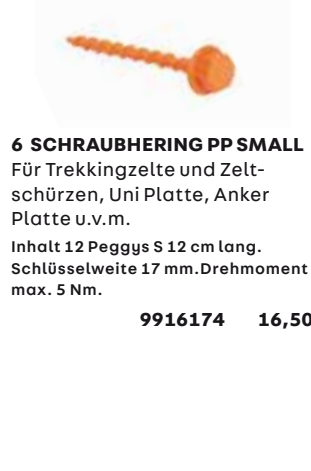 6 SCHRAUBHERING PP SMALL
Für Trekkingzelte und Zelt-
schürzen, Uni Platte, Anker
Platte u.v.m.
Inhalt 12 Peggys S 12 cm lang.
Schlüsselweite 17 mm.Drehmoment
max. 5 Nm.
9916174 16,50